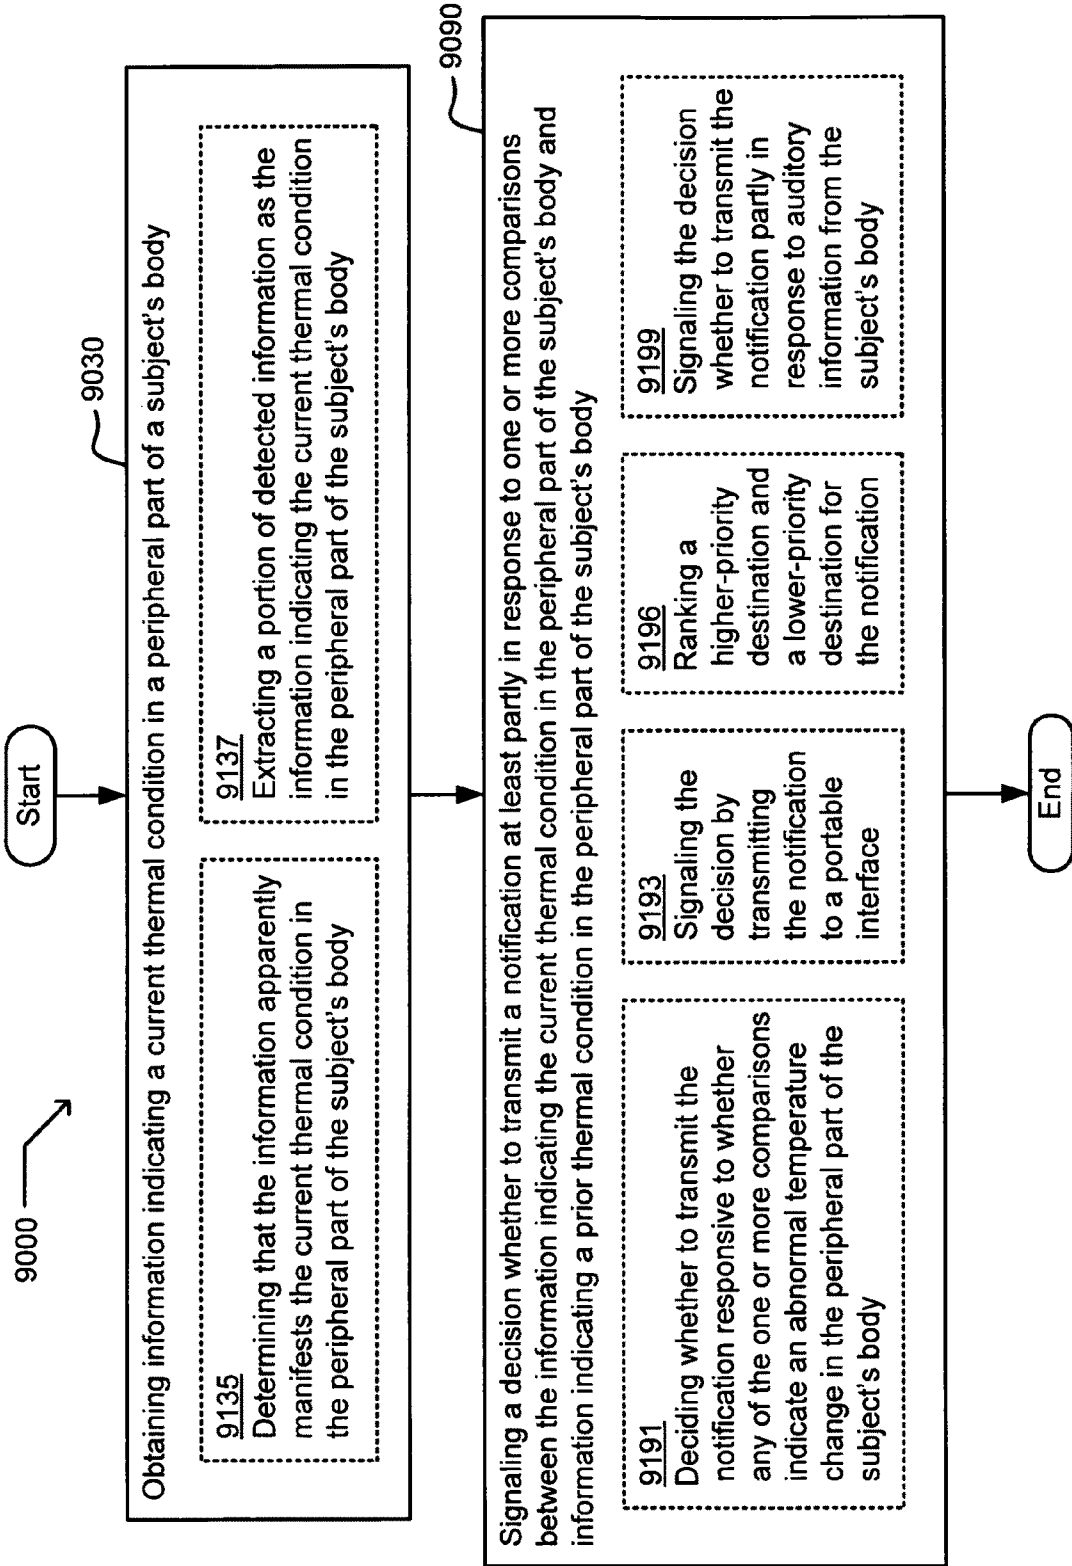 9000
Start
9030
Obtaining information indicating a current thermal condition in a peripheral part of a subject's body
9135
Determining that the information apparently
manifests the current thermal condition in
the peripheral part of the subject's body
9137
Extracting a portion of detected information as the
information indicating the current thermal condition
in the peripheral part of the subject's body
9090
Signaling a decision whether to transmit a notification at least partly in response to one or more comparisons
between the information indicating the current thermal condition in the peripheral part of the subject's body and
information indicating a prior thermal condition in the peripheral part of the subject's body
9191
Deciding whether to transmit the
notification responsive to whether
any of the one or more comparisons
indicate an abnormal temperature
change in the peripheral part of the
subject's body
9193
Signaling the
decision by
transmitting
the notification
to a portable
interface
9196
Ranking a
higher-priority
destination and
a lower-priority
destination for
the notification
9199
Signaling the decision
whether to transmit the
notification partly in
response to auditory
information from the
subject's body
End